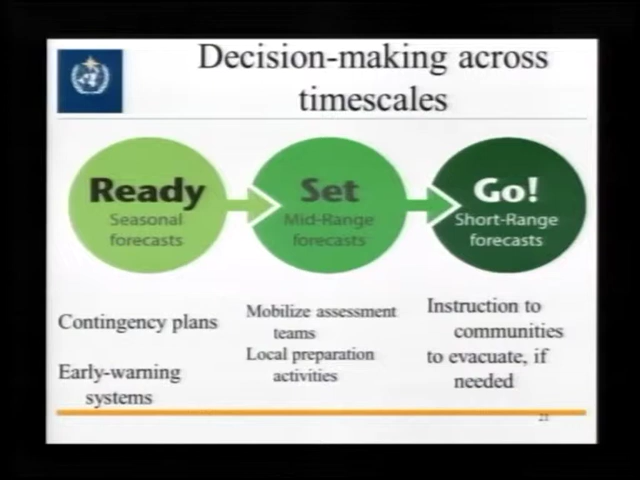 Decision-making across
timescales
Ready
Seasonal
forecasts
Set
Mid-Range
forecasts
Go!
Short-Range
forecasts
Contingency plans
Early-warning
systems
Mobilize assessment
teams
Local preparation
activities
Instruction to
communities
to evacuate, if
needed